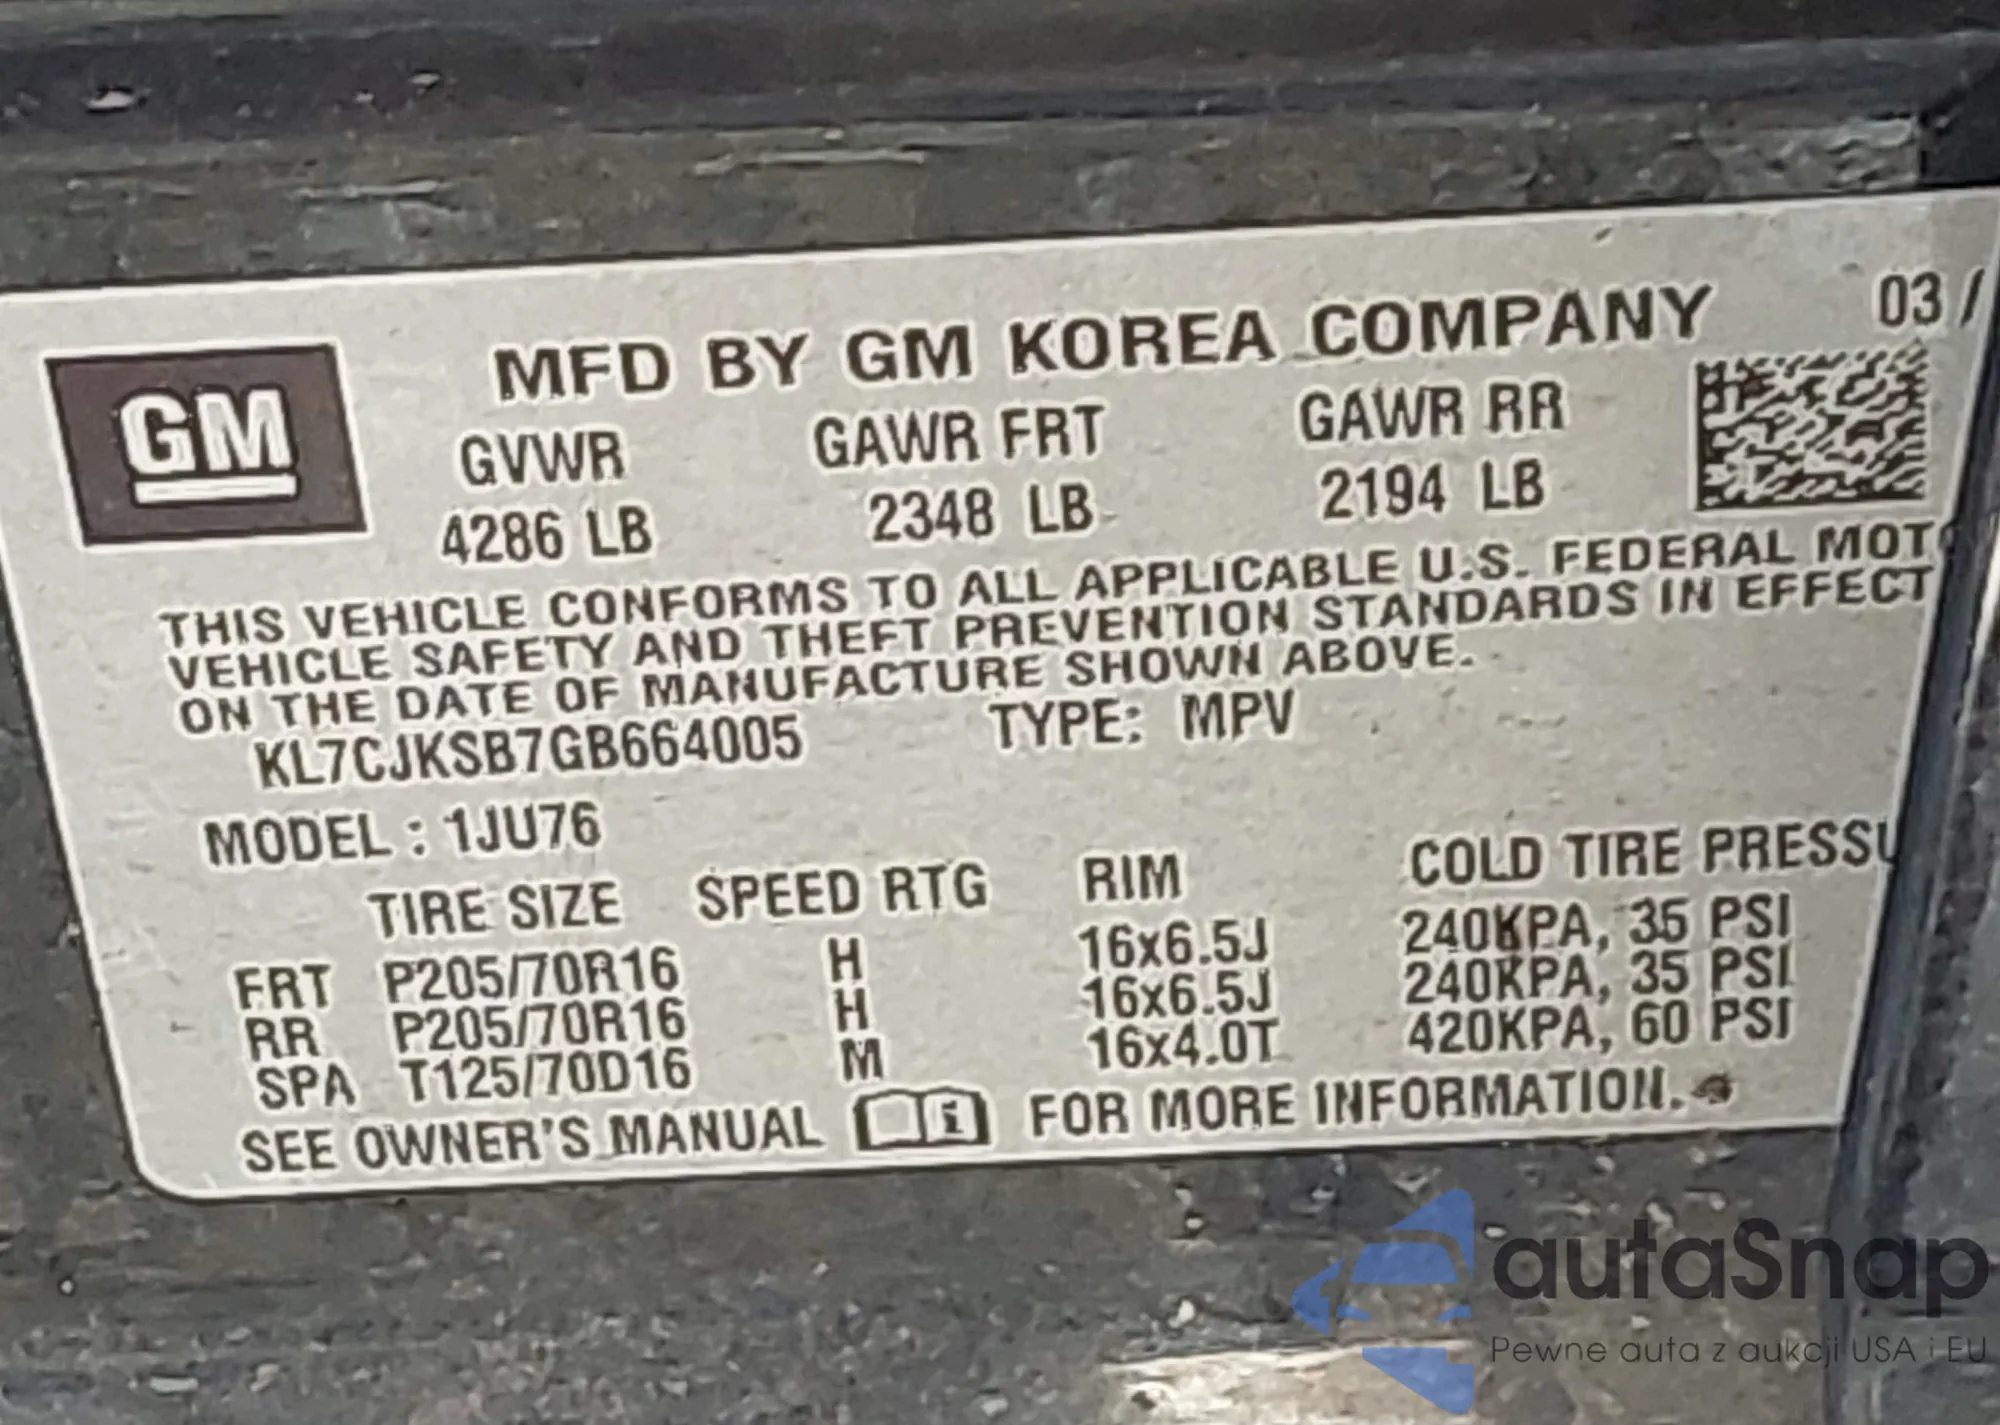 MFD BY GM KOREA COMPANY 03 /
GM
GVWR GAWR FRT GAWR RR
4286 LB 2348 LB 2194 LB
THIS VEHICLE CONFORMS TO ALL APPLICABLE U.S. FEDERAL MOT
VEHICLE SAFETY AND THEFT PREVENTION STANDARDS IN EFFECT
ON THE DATE OF MANUFACTURE SHOWN ABOVE.
KL7CJKSB7GB664005 TYPE: MPV
MODEL : 1JU76
TIRE SIZE SPEED RTG RIM COLD TIRE PRESSU
FRT P205/70R16 H 16x6.5J 240KPA, 35 PSI
RR P205/70R16 H 16x6.5J 240KPA, 35 PSI
SPA T125/70D16 M 16x4.0T 420KPA, 60 PSI
SEE OWNER'S MANUAL i FOR MORE INFORMATION.
autaSnap
Pewne auta z aukcji USA i EU